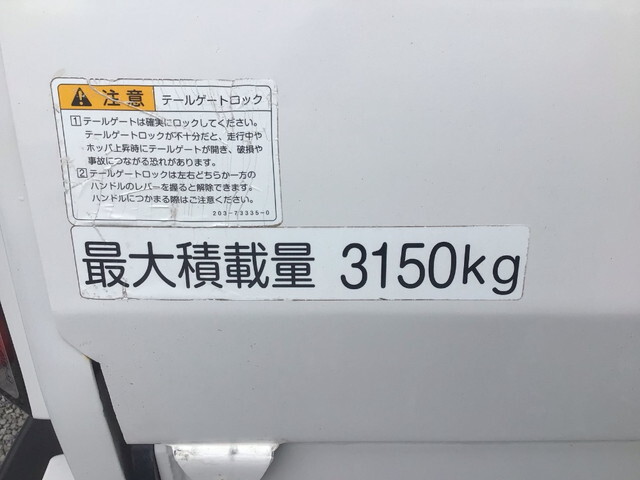 注意 テールゲートロック
1 テールゲートは確実にロックしてください。
テールゲートロックが不十分だと、走行中や
ホッパ上昇時にテールゲートが開き、破損や
事故につながる恐れがあります。
2 テールゲートロックは左右どちらか一方の
ハンドルのレバーを握ると解除できます。
ハンドルにつかまる際はご注意ください。
203-73335-0
最大積載量 3150kg